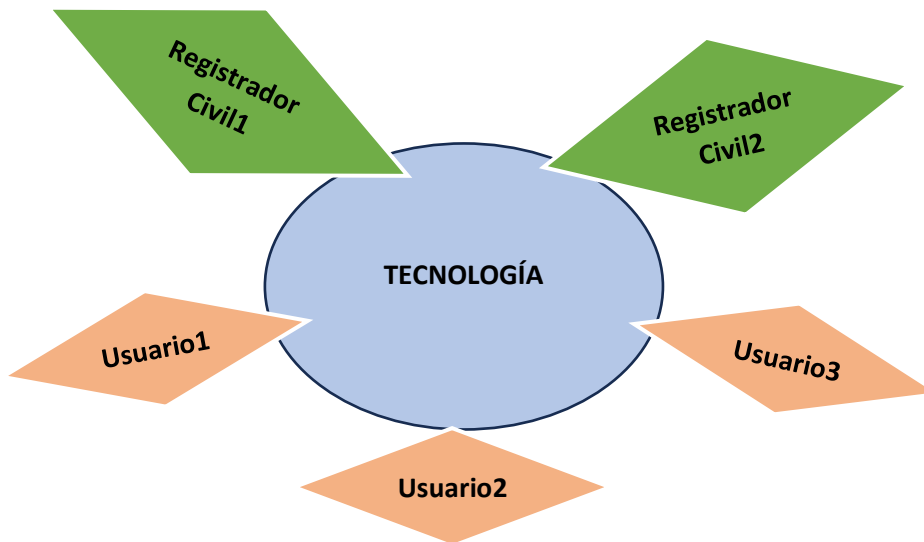 Registrador
Civil1
Registrador
Civil2
TECNOLOGÍA
Usuario1
Usuario3
Usuario2